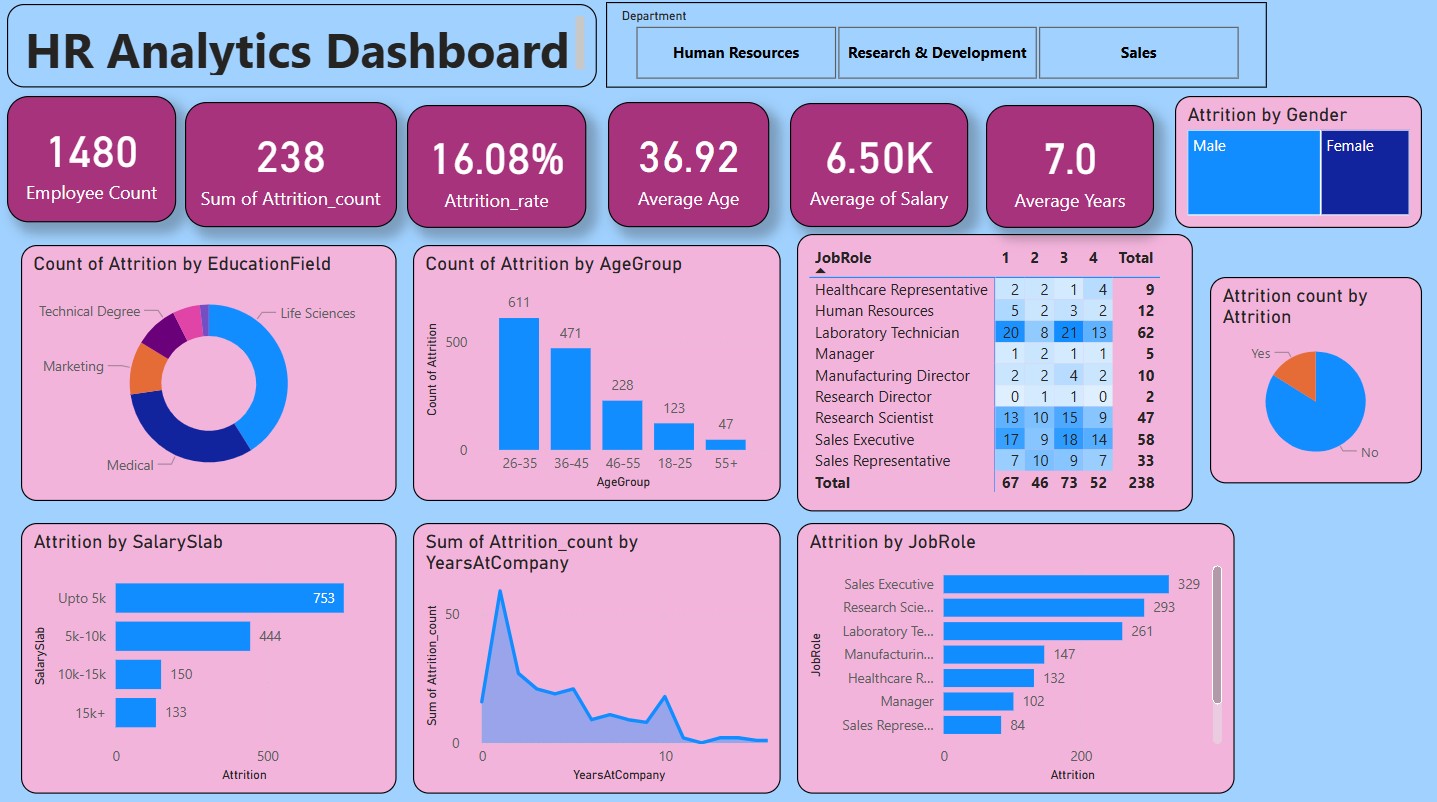 HR Analytics Dashboard
Department
Human Resources
Research & Development
Sales
1480
Employee Count
238
Sum of Attrition_count
16.08%
Attrition_rate
36.92
Average Age
6.50K
Average of Salary
7.0
Average Years
Attrition by Gender
Male
Female
Count of Attrition by EducationField
Technical Degree
Life Sciences
Marketing
Medical
Count of Attrition by AgeGroup
Count of Attrition
500
0
611
471
228
123
47
26-35 36-45 46-55 18-25 55+
AgeGroup
JobRole 1 2 3 4 Total
Healthcare Representative 2 2 1 4 9
Human Resources 5 2 3 2 12
Laboratory Technician 20 8 21 13 62
Manager 1 2 1 1 5
Manufacturing Director 2 2 4 2 10
Research Director 0 1 1 0 2
Research Scientist 13 10 15 9 47
Sales Executive 17 9 18 14 58
Sales Representative 7 10 9 7 33
Total 67 46 73 52 238
Attrition count by
Attrition
Yes
No
Attrition by SalarySlab
SalarySlab
Upto 5k 753
5k-10k 444
10k-15k 150
15k+ 133
0 500
Attrition
Sum of Attrition_count by
YearsAtCompany
Sum of Attrition_count
50
0
0 10
YearsAtCompany
Attrition by JobRole
JobRole
Sales Executive 329
Research Scie... 293
Laboratory Te... 261
Manufacturin... 147
Healthcare R... 132
Manager 102
Sales Represe... 84
0 200
Attrition